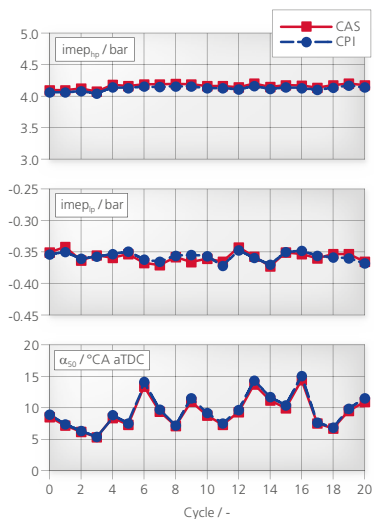 CAS
CPI
5.0
imep_hp / bar
4.5
4.0
3.5
3.0
-0.25
imep_lp / bar
-0.30
-0.35
-0.40
-0.45
20
α_50 / °CA aTDC
15
10
5
0
0 2 4 6 8 10 12 14 16 18 20
Cycle / -